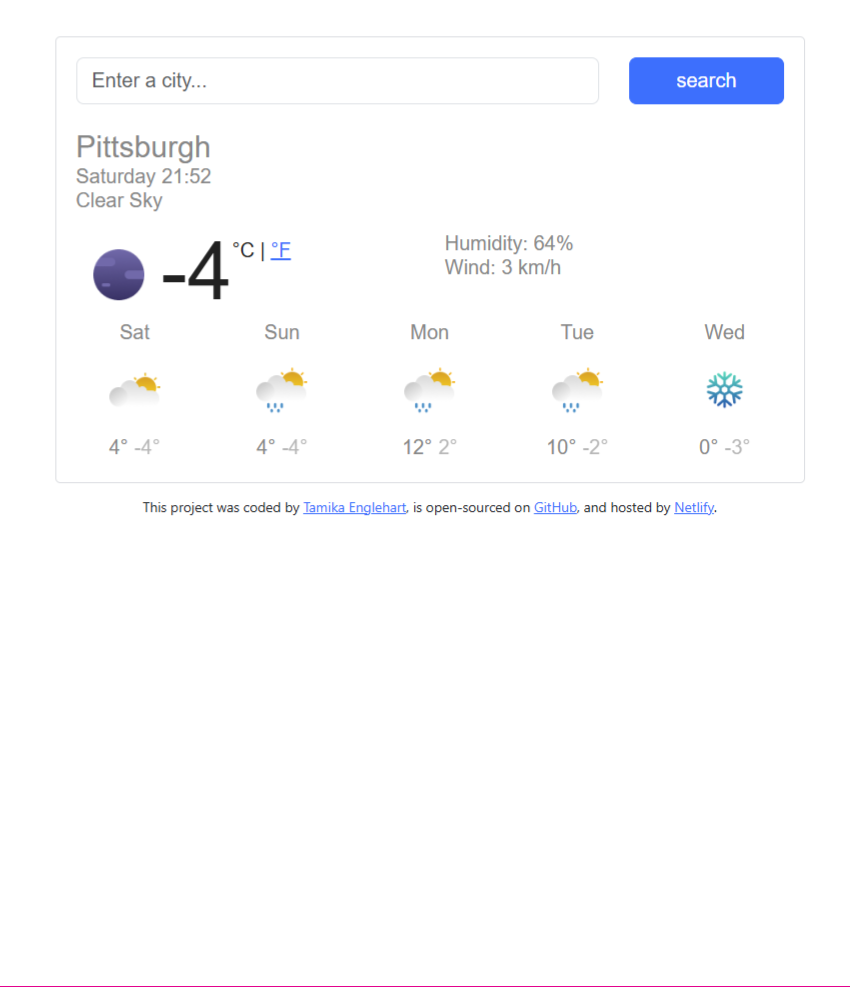 Enter a city...
search
Pittsburgh
Saturday 21:52
Clear Sky
-4 °C | °F
Humidity: 64%
Wind: 3 km/h
Sat Sun Mon Tue Wed
4° -4° 4° -4° 12° 2° 10° -2° 0° -3°
This project was coded by Tamika Englehart, is open-sourced on GitHub, and hosted by Netlify.